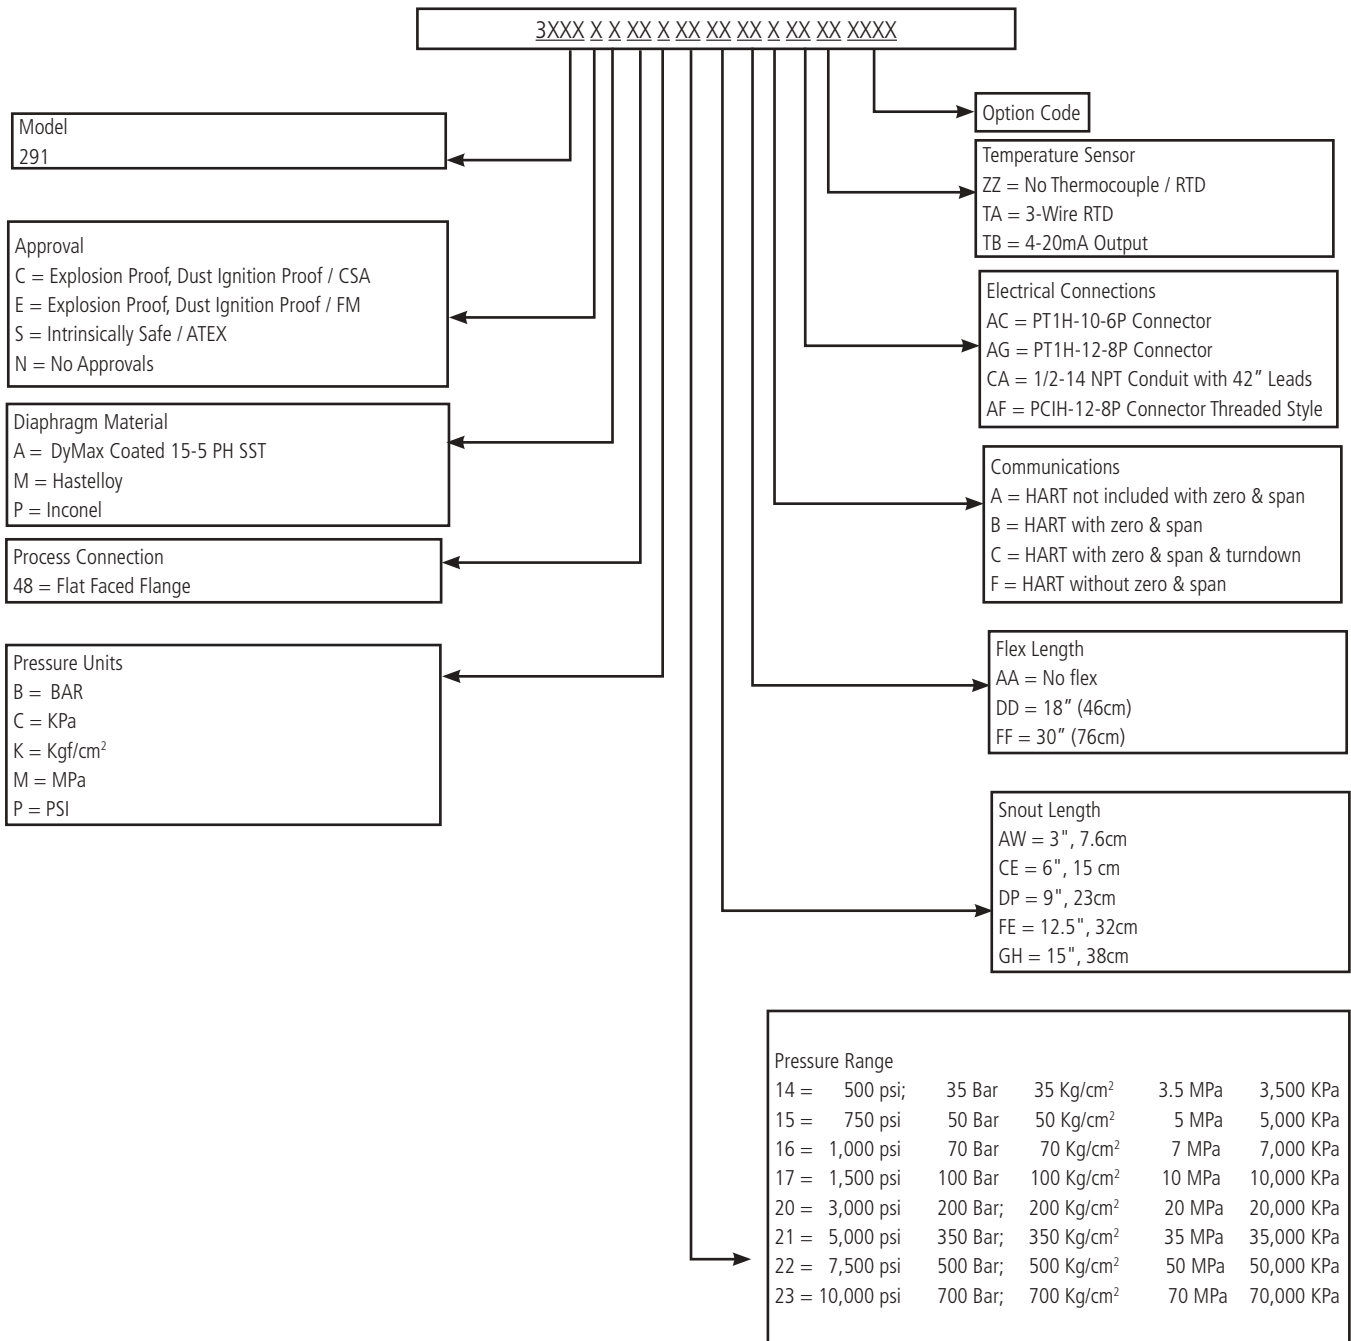 3XXX X X XX X XX XX XX X XX XX XXXX
Model
291
Approval
C = Explosion Proof, Dust Ignition Proof / CSA
E = Explosion Proof, Dust Ignition Proof / FM
S = Intrinsically Safe / ATEX
N = No Approvals
Diaphragm Material
A = DyMax Coated 15-5 PH SST
M = Hastelloy
P = Inconel
Process Connection
48 = Flat Faced Flange
Pressure Units
B = BAR
C = KPa
K = Kgf/cm²
M = MPa
P = PSI
Option Code
Temperature Sensor
ZZ = No Thermocouple / RTD
TA = 3-Wire RTD
TB = 4-20mA Output
Electrical Connections
AC = PT1H-10-6P Connector
AG = PT1H-12-8P Connector
CA = 1/2-14 NPT Conduit with 42" Leads
AF = PCIH-12-8P Connector Threaded Style
Communications
A = HART not included with zero & span
B = HART with zero & span
C = HART with zero & span & turndown
F = HART without zero & span
Flex Length
AA = No flex
DD = 18" (46cm)
FF = 30" (76cm)
Snout Length
AW = 3", 7.6cm
CE = 6", 15 cm
DP = 9", 23cm
FE = 12.5", 32cm
GH = 15", 38cm
Pressure Range
14 = 500 psi; 35 Bar 35 Kg/cm² 3.5 MPa 3,500 KPa
15 = 750 psi 50 Bar 50 Kg/cm² 5 MPa 5,000 KPa
16 = 1,000 psi 70 Bar 70 Kg/cm² 7 MPa 7,000 KPa
17 = 1,500 psi 100 Bar 100 Kg/cm² 10 MPa 10,000 KPa
20 = 3,000 psi 200 Bar; 200 Kg/cm² 20 MPa 20,000 KPa
21 = 5,000 psi 350 Bar; 350 Kg/cm² 35 MPa 35,000 KPa
22 = 7,500 psi 500 Bar; 500 Kg/cm² 50 MPa 50,000 KPa
23 = 10,000 psi 700 Bar; 700 Kg/cm² 70 MPa 70,000 KPa